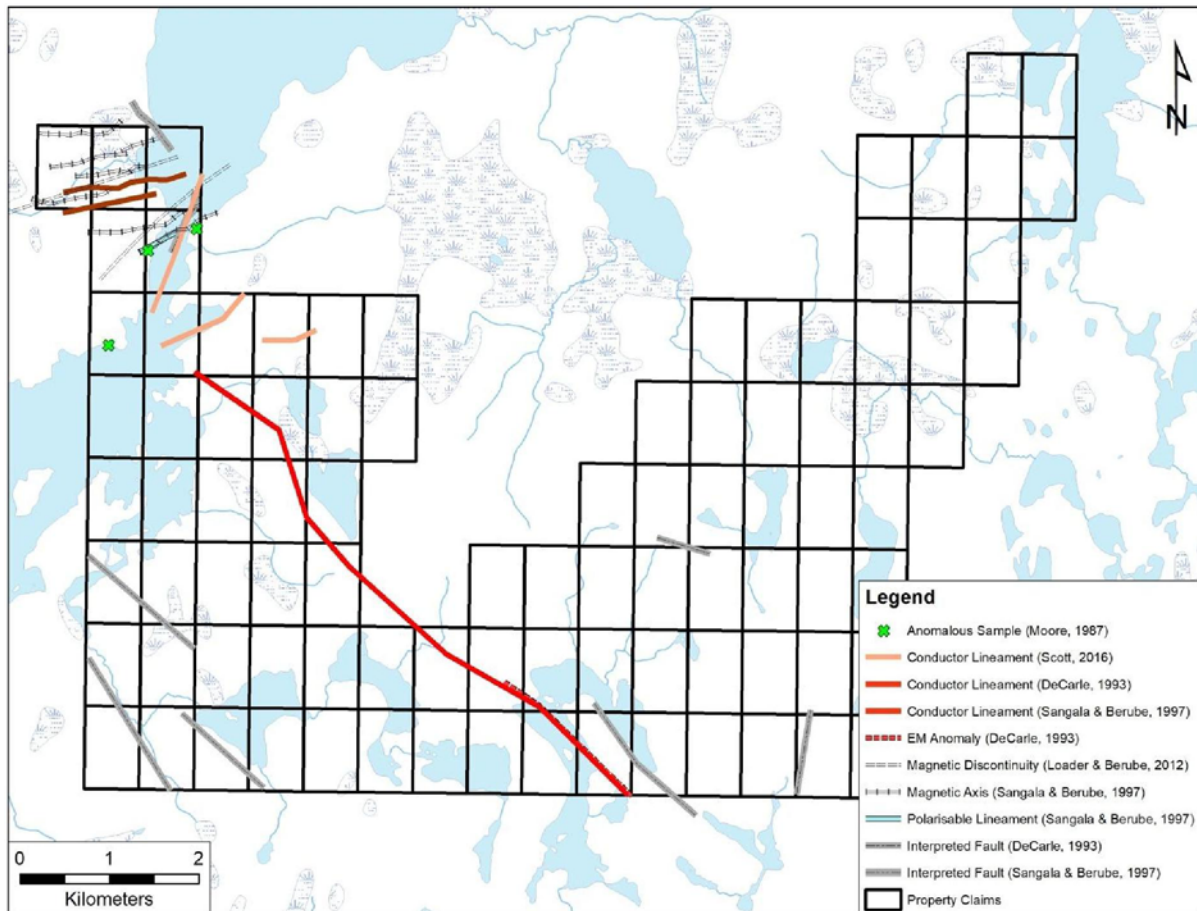 N
Legend
Anomalous Sample (Moore, 1987)
Conductor Lineament (Scott, 2016)
Conductor Lineament (DeCarle, 1993)
Conductor Lineament (Sangala & Berube, 1997)
EM Anomaly (DeCarle, 1993)
Magnetic Discontinuity (Loader & Berube, 2012)
Magnetic Axis (Sangala & Berube, 1997)
Polarisable Lineament (Sangala & Berube, 1997)
Interpreted Fault (DeCarle, 1993)
Interpreted Fault (Sangala & Berube, 1997)
Property Claims
0 1 2
Kilometers